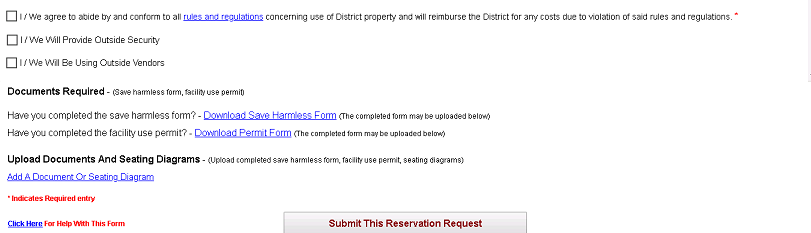 I / We agree to abide by and conform to all rules and regulations concerning use of District property and will reimburse the District for any costs due to violation of said rules and regulations. *
I / We Will Provide Outside Security
I / We Will Be Using Outside Vendors
Documents Required - (Save harmless form, facility use permit)
Have you completed the save harmless form? - Download Save Harmless Form (The completed form may be uploaded below)
Have you completed the facility use permit? - Download Permit Form (The completed form may be uploaded below)
Upload Documents And Seating Diagrams - (Upload completed save harmless form, facility use permit, seating diagrams)
Add A Document Or Seating Diagram
* Indicates Required entry
Click Here For Help With This Form
Submit This Reservation Request